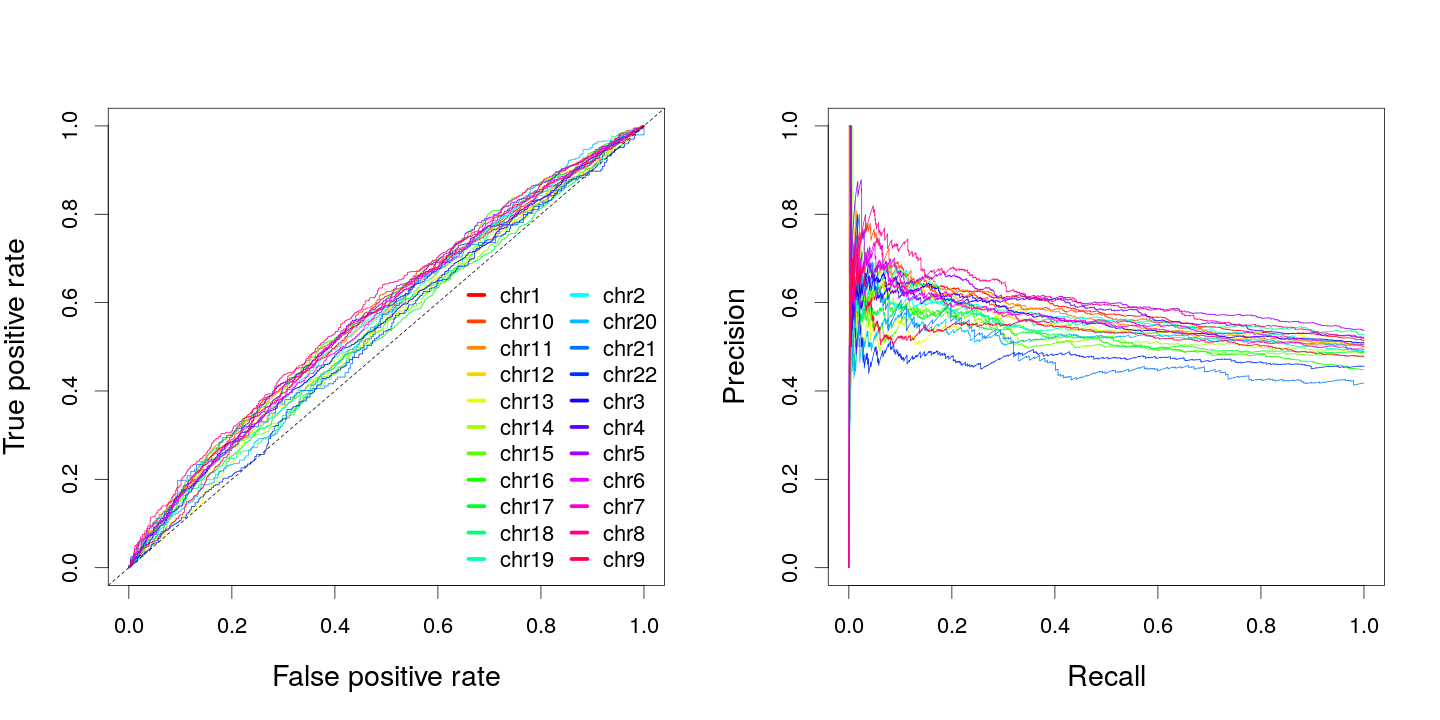 True positive rate
1.0
0.8
0.6
0.4
0.2
0.0
chr1
chr10
chr11
chr12
chr13
chr14
chr15
chr16
chr17
chr18
chr19
chr2
chr20
chr21
chr22
chr3
chr4
chr5
chr6
chr7
chr8
chr9
0.0 0.2 0.4 0.6 0.8 1.0
False positive rate
Precision
1.0
0.8
0.6
0.4
0.2
0.0
0.0 0.2 0.4 0.6 0.8 1.0
Recall